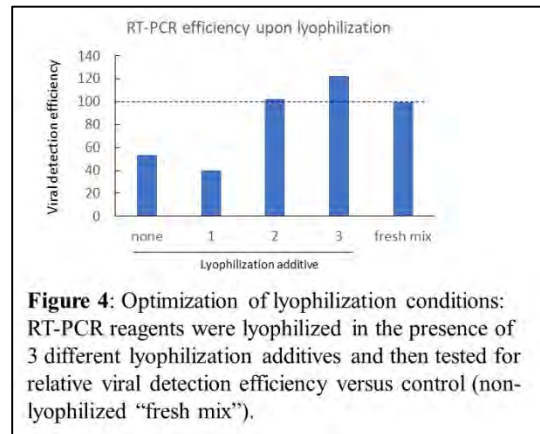 RT-PCR efficiency upon lyophilization
Viral detection efficiency
140
120
100
80
60
40
20
0
none 1 2 3 fresh mix
Lyophilization additive
Figure 4: Optimization of lyophilization conditions:
RT-PCR reagents were lyophilized in the presence of
3 different lyophilization additives and then tested for
relative viral detection efficiency versus control (non-
lyophilized “fresh mix”).